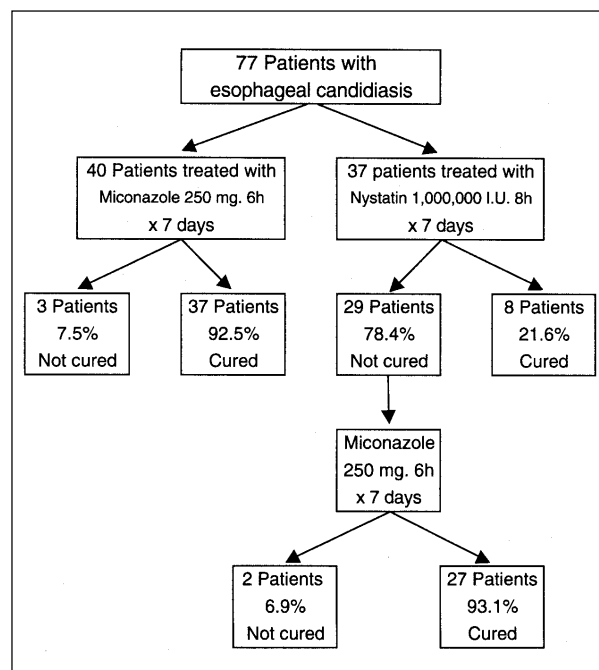 77 Patients with
esophageal candidiasis
40 Patients treated with
Miconazole 250 mg. 6h
x 7 days
37 patients treated with
Nystatin 1,000,000 I.U. 8h
x 7 days
3 Patients
7.5%
Not cured
37 Patients
92.5%
Cured
29 Patients
78.4%
Not cured
8 Patients
21.6%
Cured
Miconazole
250 mg. 6h
x 7 days
2 Patients
6.9%
Not cured
27 Patients
93.1%
Cured